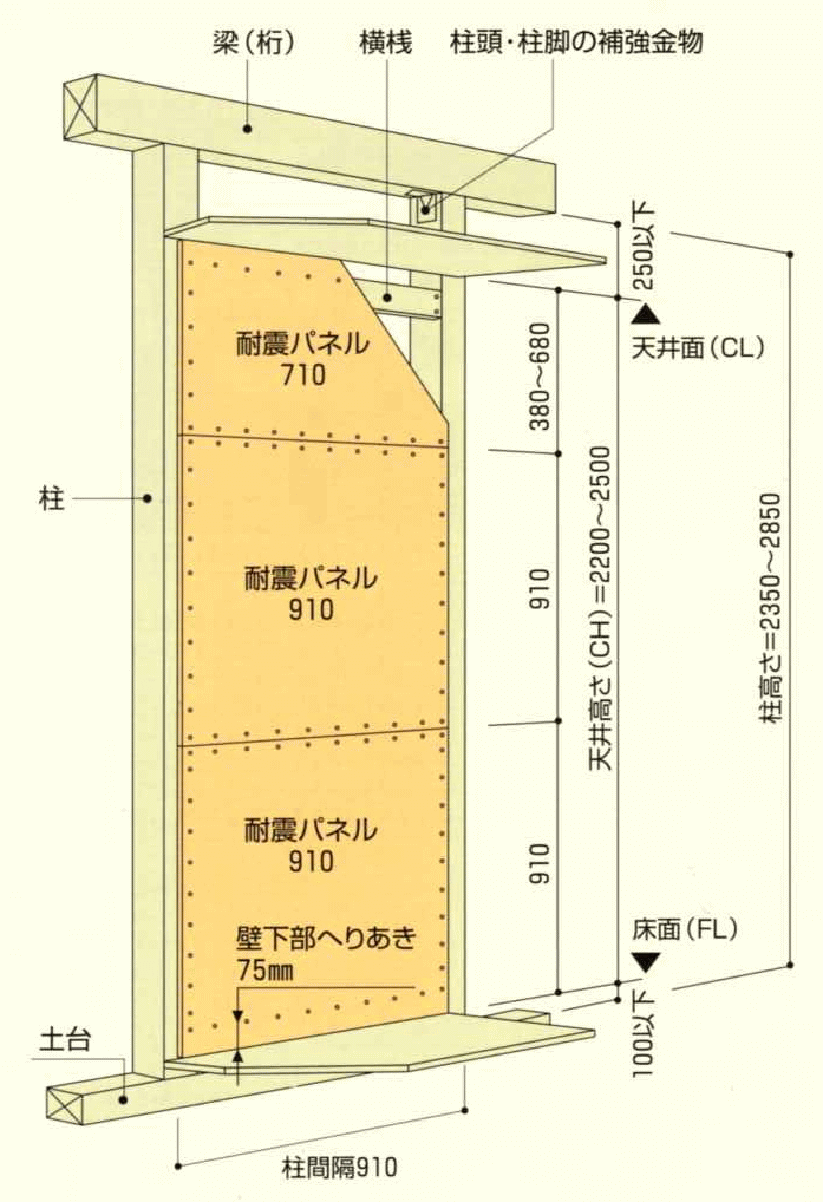 梁（桁）
横桟
柱頭・柱脚の補強金物
250以下
天井面（CL）
耐震パネル
710
380〜680
柱
耐震パネル
910
910
天井高さ（CH）=2200〜2500
柱高さ=2350〜2850
耐震パネル
910
910
壁下部へりあき
75mm
床面（FL）
100以下
土台
柱間隔910